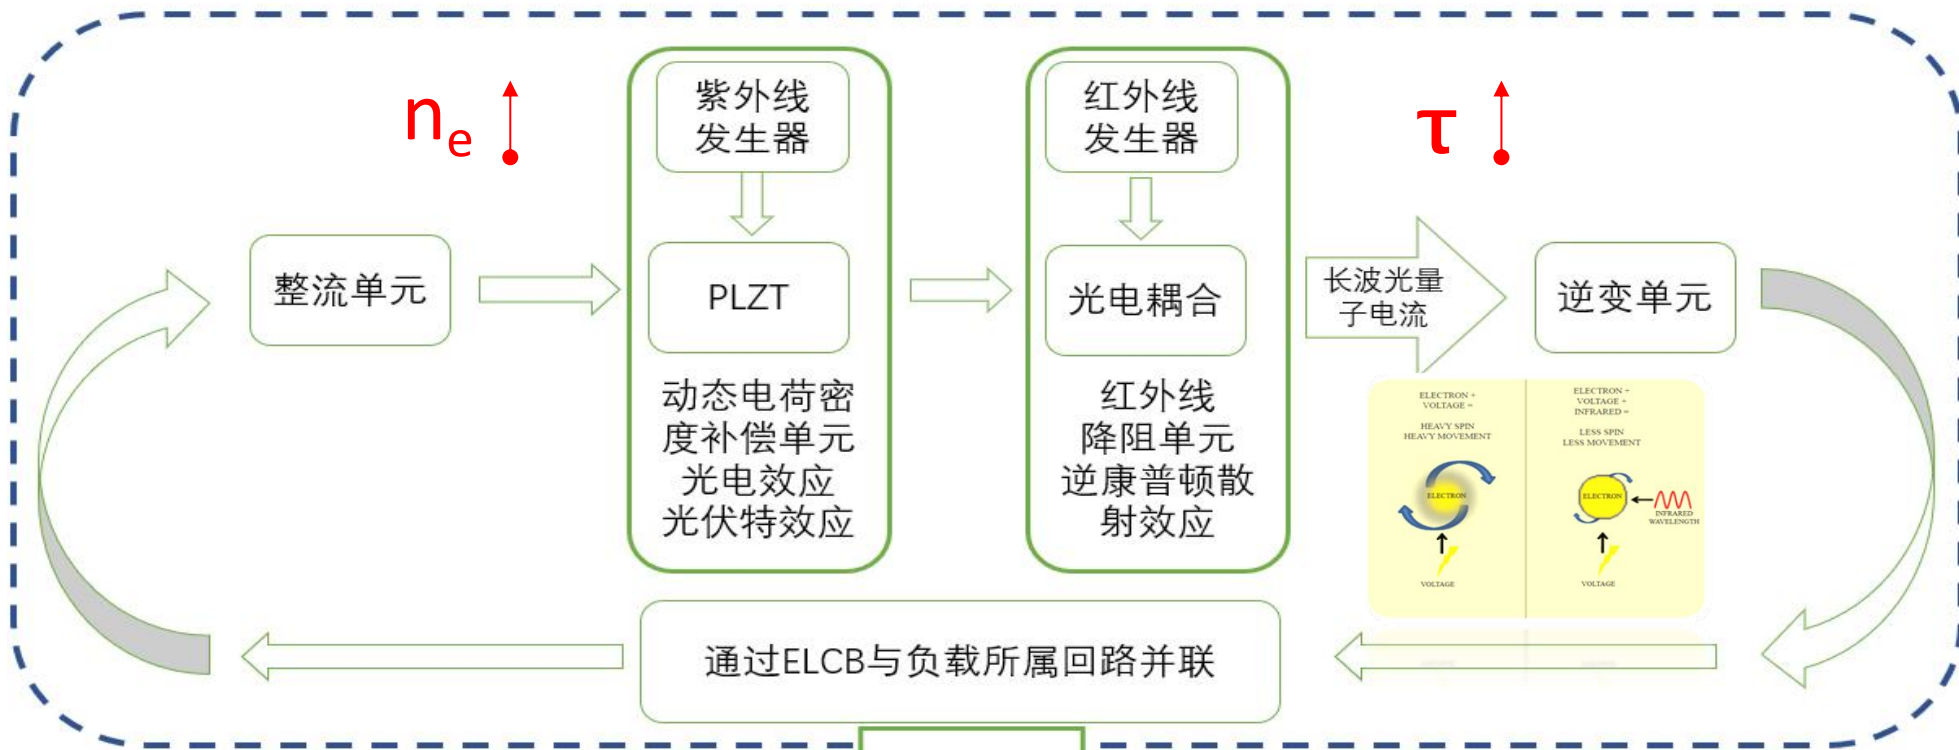 nₑ
紫外线
发生器
红外线
发生器
τ
整流单元
PLZT
光电耦合
长波光量
子电流
逆变单元
动态电荷密
度补偿单元
光电效应
光伏特效应
红外线
降阻单元
逆康普顿散
射效应
ELECTRON +
VOLTAGE =
HEAVY SPIN
HEAVY MOVEMENT
ELECTRON
VOLTAGE
ELECTRON +
VOLTAGE +
INFRARED =
LESS SPIN
LESS MOVEMENT
ELECTRON
INFRARED
WAVELENGTH
VOLTAGE
通过ELCB与负载所属回路并联